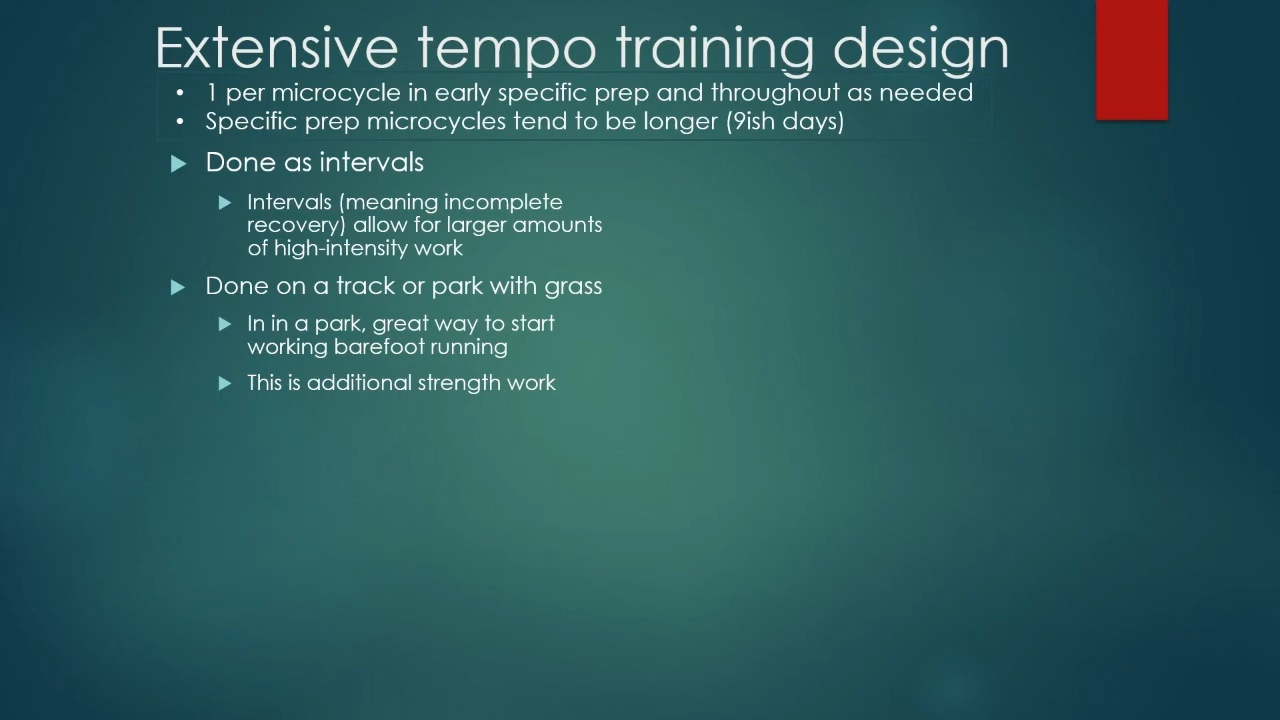 Extensive tempo training design
• 1 per microcycle in early specific prep and throughout as needed
• Specific prep microcycles tend to be longer (9ish days)
Done as intervals
Intervals (meaning incomplete
recovery) allow for larger amounts
of high-intensity work
Done on a track or park with grass
In in a park, great way to start
working barefoot running
This is additional strength work